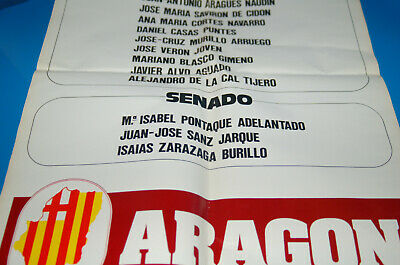 ANTONIO ARAGUES NAUDIN
JOSE MARIA SAVIRON DE CIDON
ANA MARIA CORTES NAVARRO
DANIEL CASAS PUNTES
JOSE-CRUZ MURILLO ARRUEGO
JOSE VERON JOVEN
MARIANO BLASCO GIMENO
JAVIER ALVO AGUADO
ALEJANDRO DE LA CAL TIJERO
SENADO
Mª ISABEL PONTAQUE ADELANTADO
JUAN-JOSE SANZ JARQUE
ISAIAS ZARAZAGA BURILLO
ARAGON